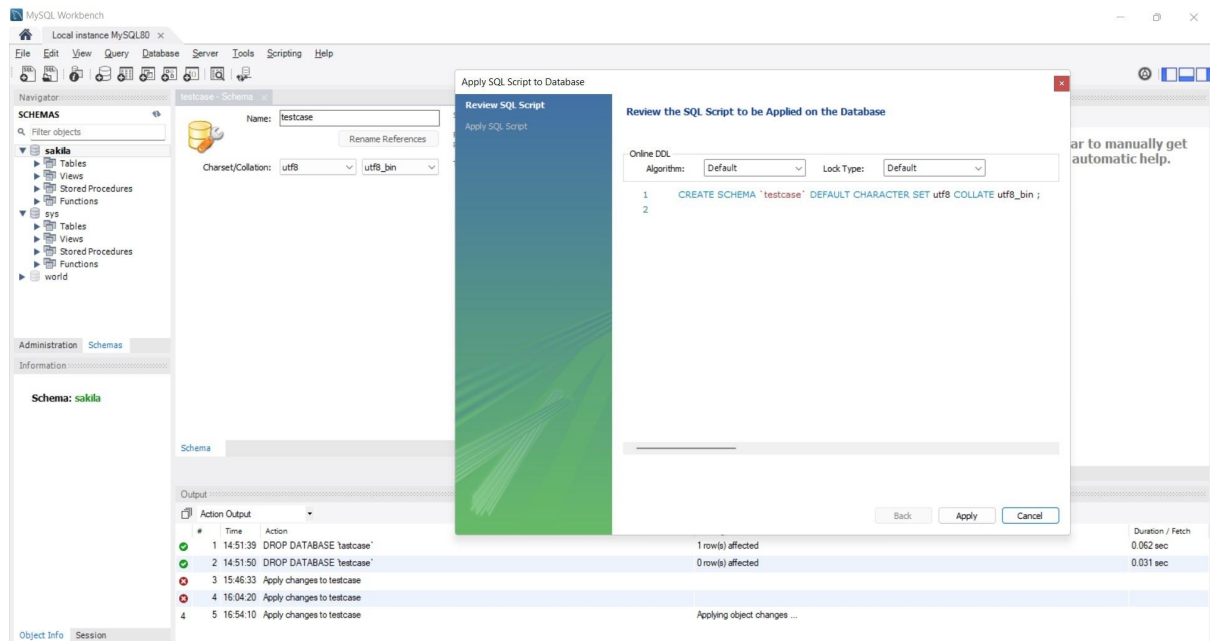 MySQL Workbench
Local instance MySQL80
File Edit View Query Database Server Tools Scripting Help
Navigator
SCHEMAS
Filter objects
sakila
Tables
Views
Stored Procedures
Functions
sys
Tables
Views
Stored Procedures
Functions
world
Administration Schemas
Information
Schema: sakila
Object Info Session
testcase - Schema
Name: testcase
Rename References
Charset/Collation: utf8 utf8_bin
Schema
Apply SQL Script to Database
Review SQL Script
Apply SQL Script
Review the SQL Script to be Applied on the Database
Online DDL
Algorithm: Default Lock Type: Default
1 CREATE SCHEMA `testcase` DEFAULT CHARACTER SET utf8 COLLATE utf8_bin ;
2
Back Apply Cancel
ar to manually get
automatic help.
Output
Action Output
# Time Action Duration / Fetch
1 14:51:39 DROP DATABASE `tastcase` 1 row(s) affected 0.062 sec
2 14:51:50 DROP DATABASE `testcase` 0 row(s) affected 0.031 sec
3 15:46:33 Apply changes to testcase
4 16:04:20 Apply changes to testcase
4 5 16:54:10 Apply changes to testcase Applying object changes ...